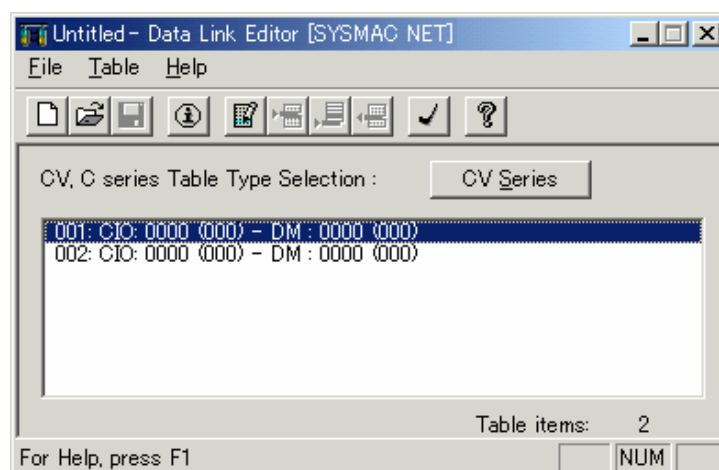 Untitled - Data Link Editor [SYSMAC NET]
File Table Help
CV, C series Table Type Selection : CV Series
001: CIO: 0000 (000) - DM : 0000 (000)
002: CIO: 0000 (000) - DM : 0000 (000)
Table items: 2
For Help, press F1 NUM